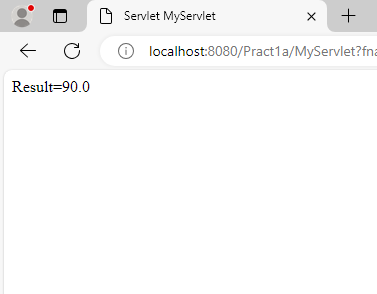 Servlet MyServlet
localhost:8080/Pract1a/MyServlet?fna
Result=90.0